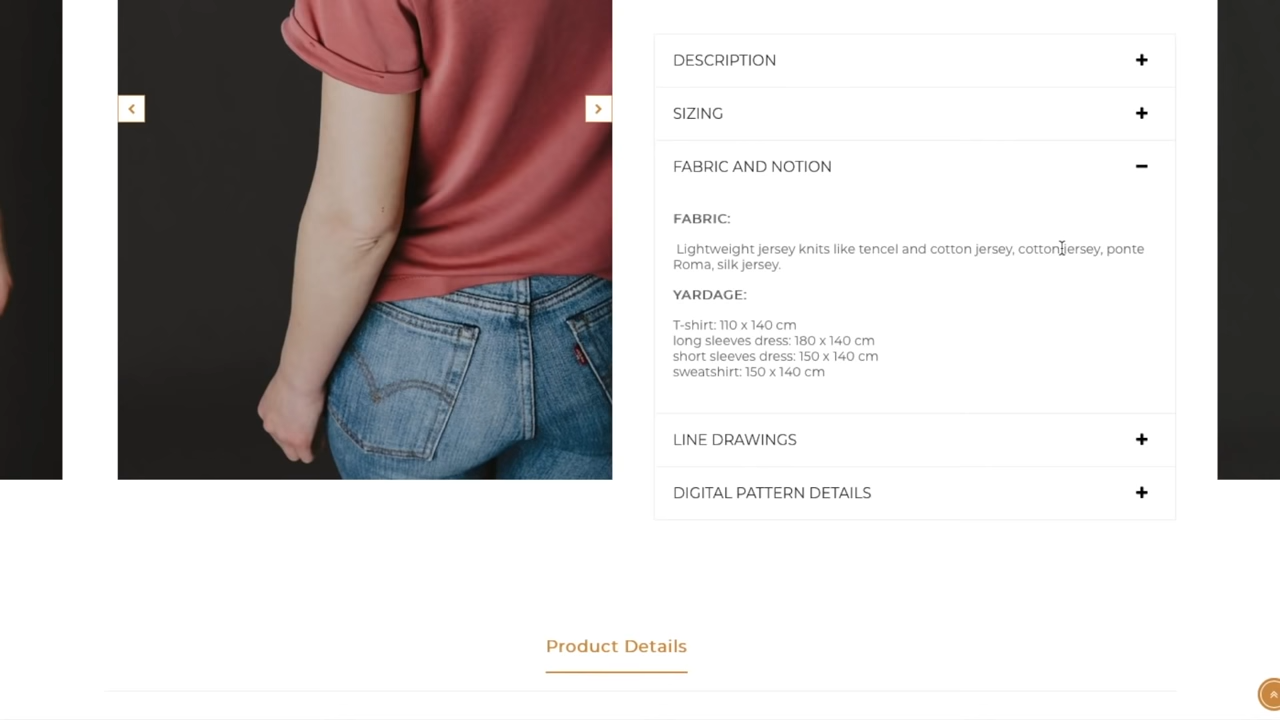 DESCRIPTION
SIZING
FABRIC AND NOTION
FABRIC:
Lightweight jersey knits like tencel and cotton jersey, cotton jersey, ponte
Roma, silk jersey.
YARDAGE:
T-shirt: 110 x 140 cm
long sleeves dress: 180 x 140 cm
short sleeves dress: 150 x 140 cm
sweatshirt: 150 x 140 cm
LINE DRAWINGS
DIGITAL PATTERN DETAILS
Product Details